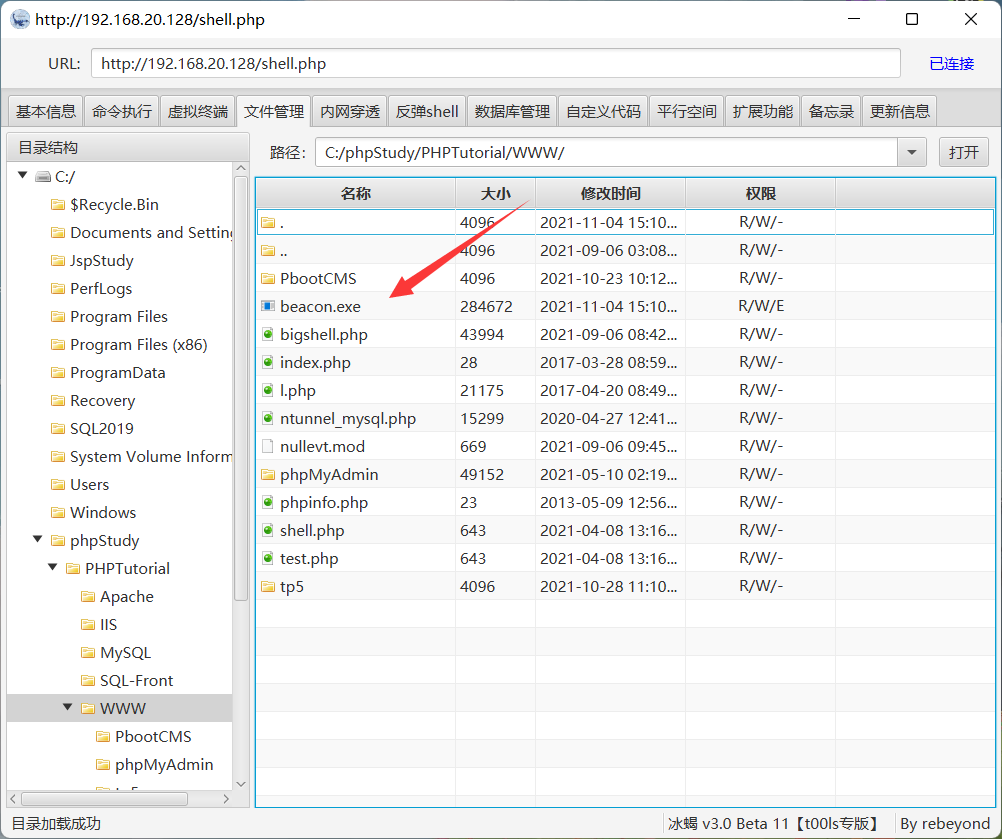 http://192.168.20.128/shell.php
URL: http://192.168.20.128/shell.php 已连接
基本信息 命令执行 虚拟终端 文件管理 内网穿透 反弹shell 数据库管理 自定义代码 平行空间 扩展功能 备忘录 更新信息
目录结构
C:/
$Recycle.Bin
Documents and Setting
JspStudy
PerfLogs
Program Files
Program Files (x86)
ProgramData
Recovery
SQL2019
System Volume Inform
Users
Windows
phpStudy
PHPTutorial
Apache
IIS
MySQL
SQL-Front
WWW
PbootCMS
phpMyAdmin
路径: C:/phpStudy/PHPTutorial/WWW/ 打开
名称 大小 修改时间 权限
. 4096 2021-11-04 15:10... R/W/-
.. 4096 2021-09-06 03:08... R/W/-
PbootCMS 4096 2021-10-23 10:12... R/W/-
beacon.exe 284672 2021-11-04 15:10... R/W/E
bigshell.php 43994 2021-09-06 08:42... R/W/-
index.php 28 2017-03-28 08:59... R/W/-
l.php 21175 2017-04-20 08:49... R/W/-
ntunnel_mysql.php 15299 2020-04-27 12:41... R/W/-
nullevt.mod 669 2021-09-06 09:45... R/W/-
phpMyAdmin 49152 2021-05-10 02:19... R/W/-
phpinfo.php 23 2013-05-09 12:56... R/W/-
shell.php 643 2021-04-08 13:16... R/W/-
test.php 643 2021-04-08 13:16... R/W/-
tp5 4096 2021-10-28 11:10... R/W/-
目录加载成功 冰蝎 v3.0 Beta 11【t00ls专版】 By rebeyond